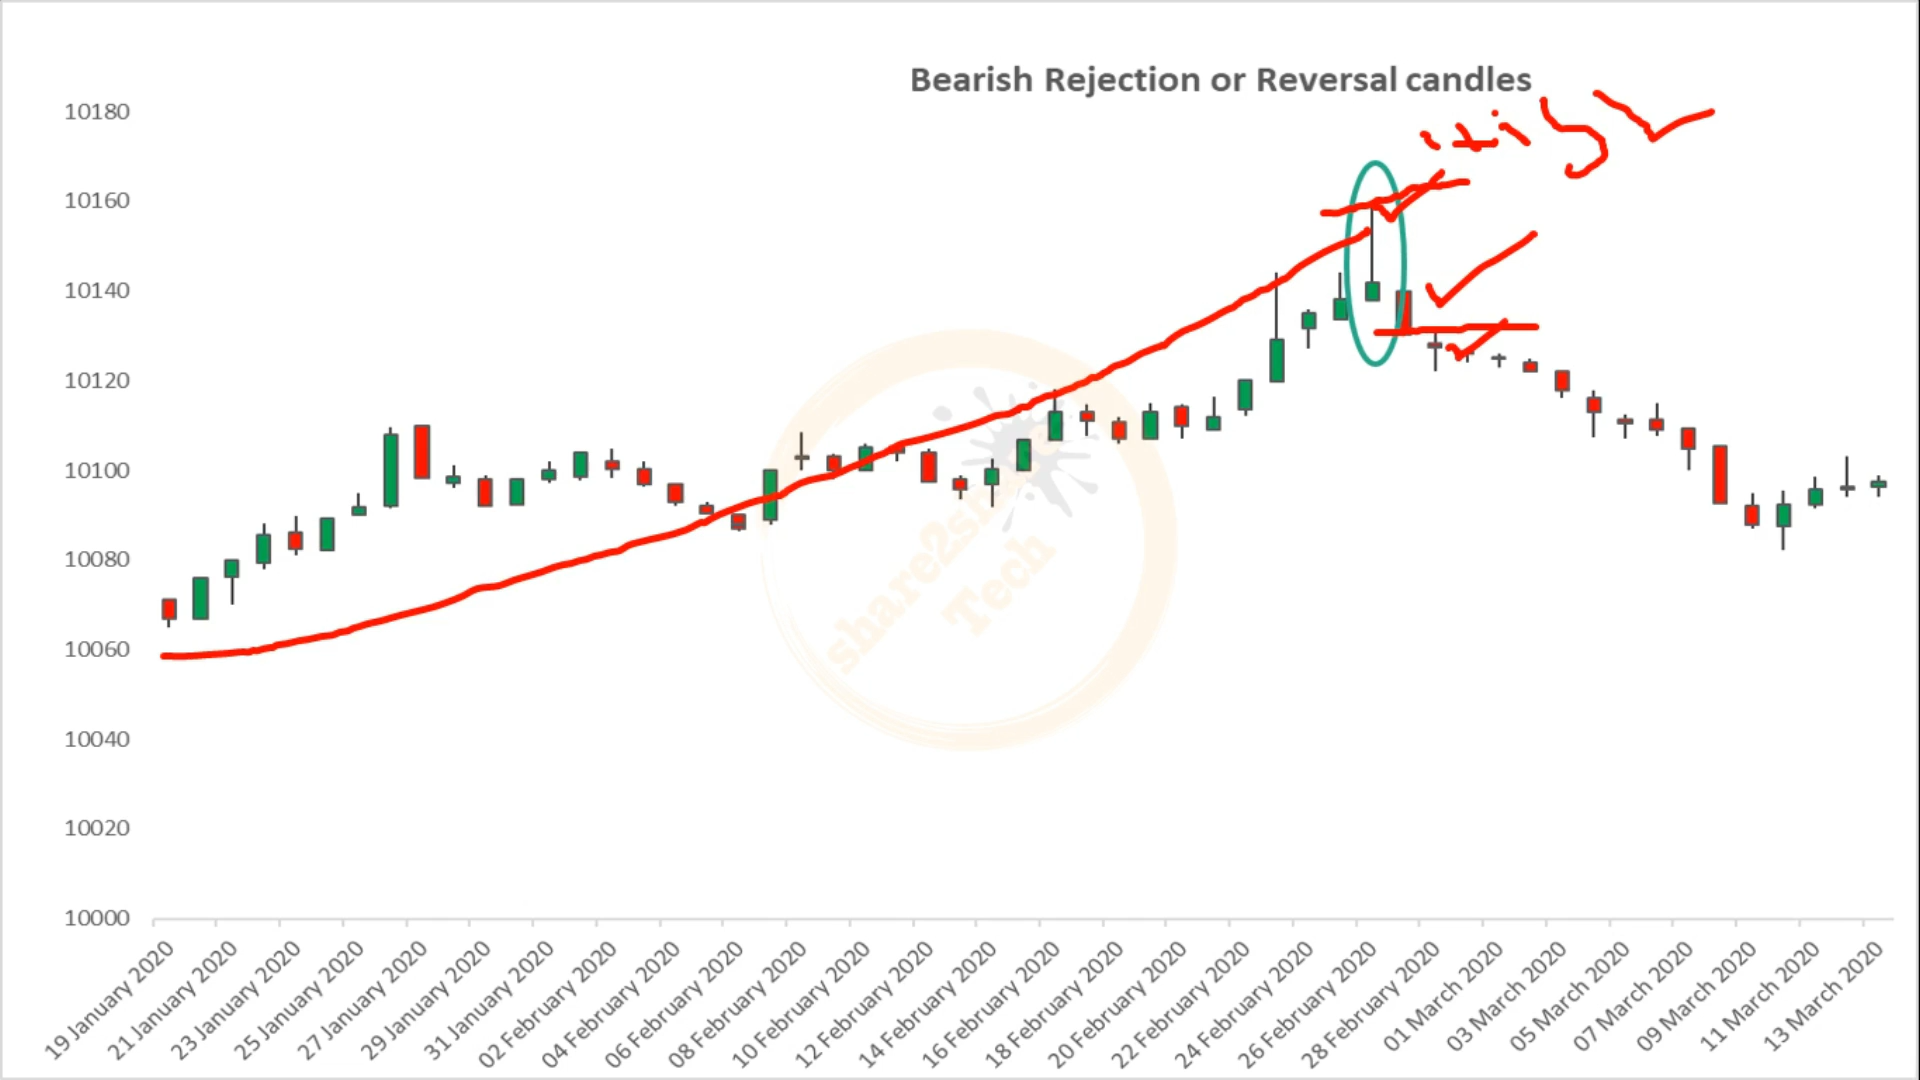 Bearish Rejection or Reversal candles
10180
10160
10140
10120
10100
10080
10060
10040
10020
10000
share2share
Tech
19 January 2020
21 January 2020
23 January 2020
25 January 2020
27 January 2020
29 January 2020
31 January 2020
02 February 2020
04 February 2020
06 February 2020
08 February 2020
10 February 2020
12 February 2020
14 February 2020
16 February 2020
18 February 2020
20 February 2020
22 February 2020
24 February 2020
26 February 2020
28 February 2020
01 March 2020
03 March 2020
05 March 2020
07 March 2020
09 March 2020
11 March 2020
13 March 2020